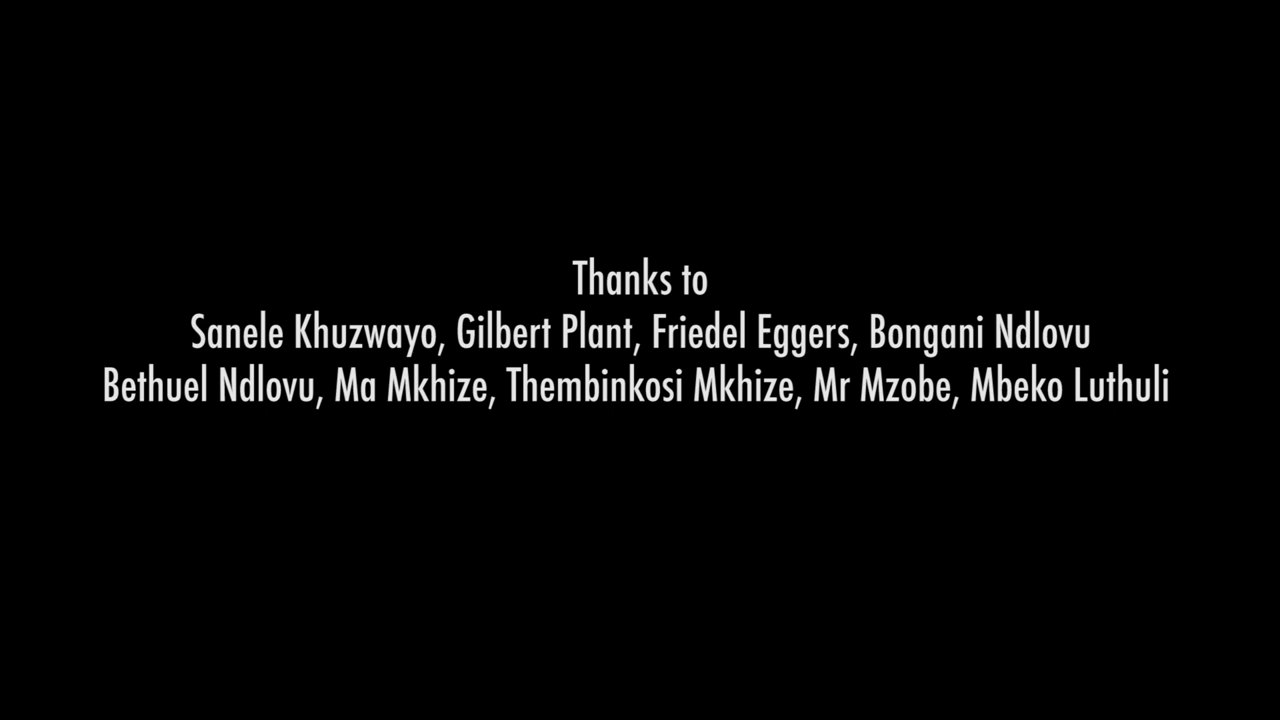 Thanks to
Sanele Khuzwayo, Gilbert Plant, Friedel Eggers, Bongani Ndlovu
Bethuel Ndlovu, Ma Mkhize, Thembinkosi Mkhize, Mr Mzobe, Mbeko Luthuli